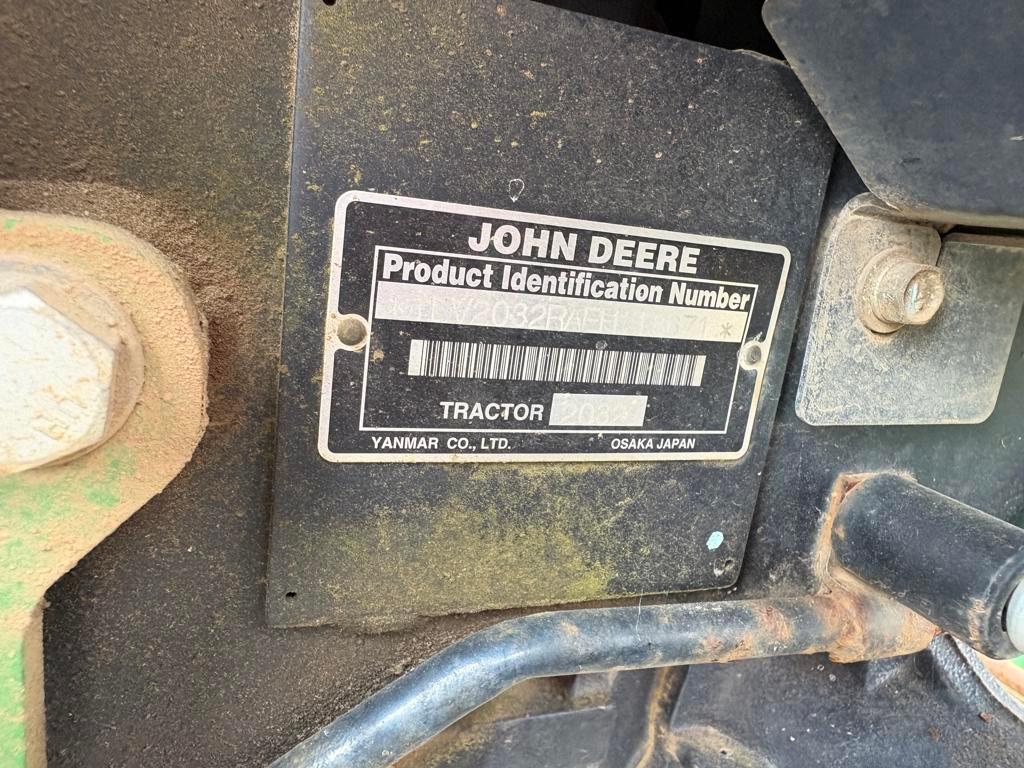 JOHN DEERE
Product Identification Number
TRACTOR
YANMAR CO., LTD. OSAKA JAPAN